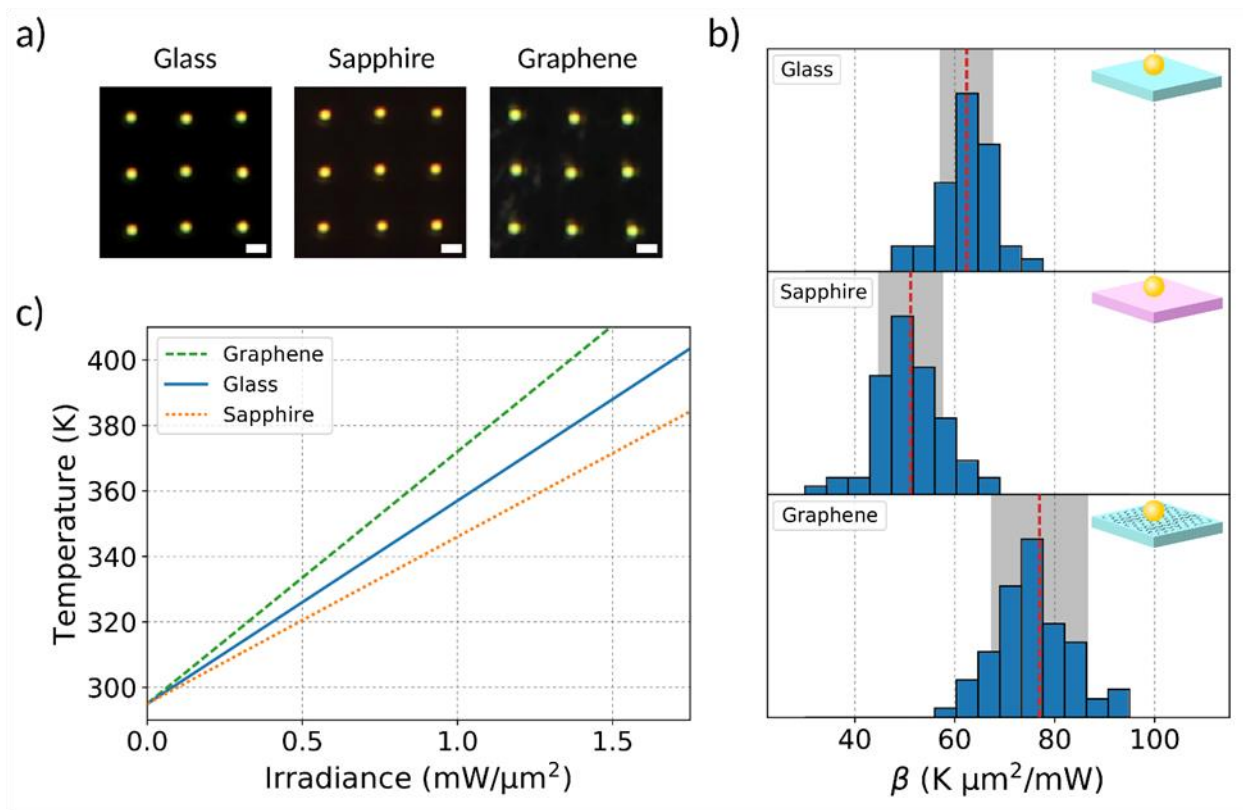 a)
Glass
Sapphire
Graphene
b)
Glass
Sapphire
Graphene
40
60
80
100
β (K μm²/mW)
c)
Graphene
Glass
Sapphire
400
380
360
340
320
300
Temperature (K)
0.0
0.5
1.0
1.5
Irradiance (mW/μm²)